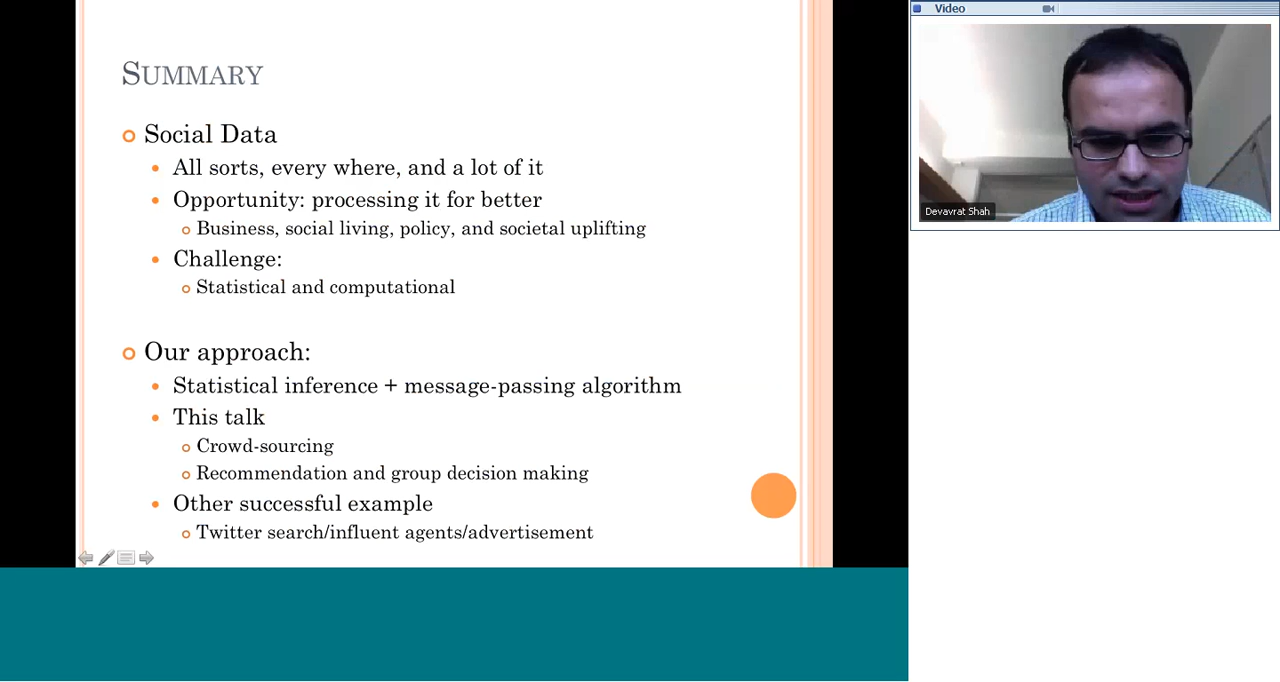 SUMMARY
Social Data
All sorts, every where, and a lot of it
Opportunity: processing it for better
Business, social living, policy, and societal uplifting
Challenge:
Statistical and computational
Our approach:
Statistical inference + message-passing algorithm
This talk
Crowd-sourcing
Recommendation and group decision making
Other successful example
Twitter search/influent agents/advertisement
Video
Devavrat Shah